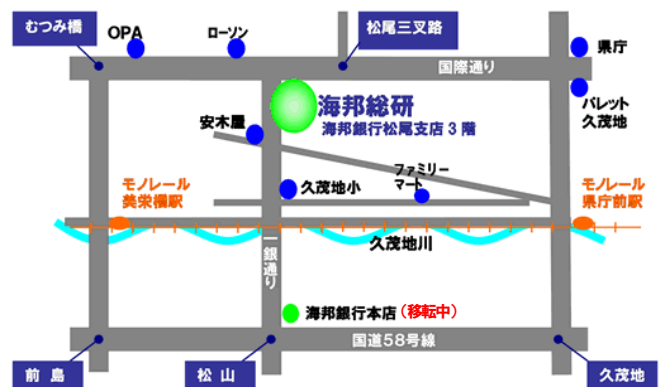 むつみ橋
OPA
ローソン
松尾三叉路
県庁
国際通り
パレット
久茂地
海邦総研
海邦銀行松尾支店3階
安木屋
ファミリー
マート
久茂地小
モノレール
美栄橋駅
モノレール
県庁前駅
久茂地川
一銀通り
海邦銀行本店(移転中)
国道58号線
前島
松山
久茂地